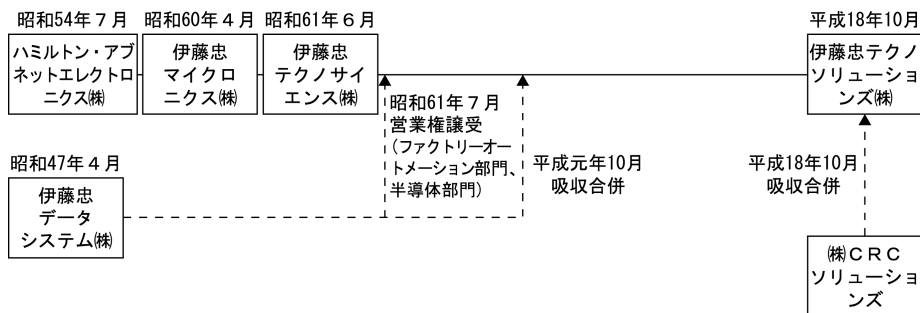 昭和54年7月
ハミルトン・アブ
ネットエレクトロ
ニクス㈱
昭和60年4月
伊藤忠
マイクロ
ニクス㈱
昭和61年6月
伊藤忠
テクノサイ
エンス㈱
平成18年10月
伊藤忠テクノ
ソリューショ
ンズ㈱
昭和61年7月
営業権譲受
(ファクトリーオー
トメーション部門、
半導体部門)
平成元年10月
吸収合併
平成18年10月
吸収合併
昭和47年4月
伊藤忠
データ
システム㈱
㈱CRC
ソリューショ
ンズ